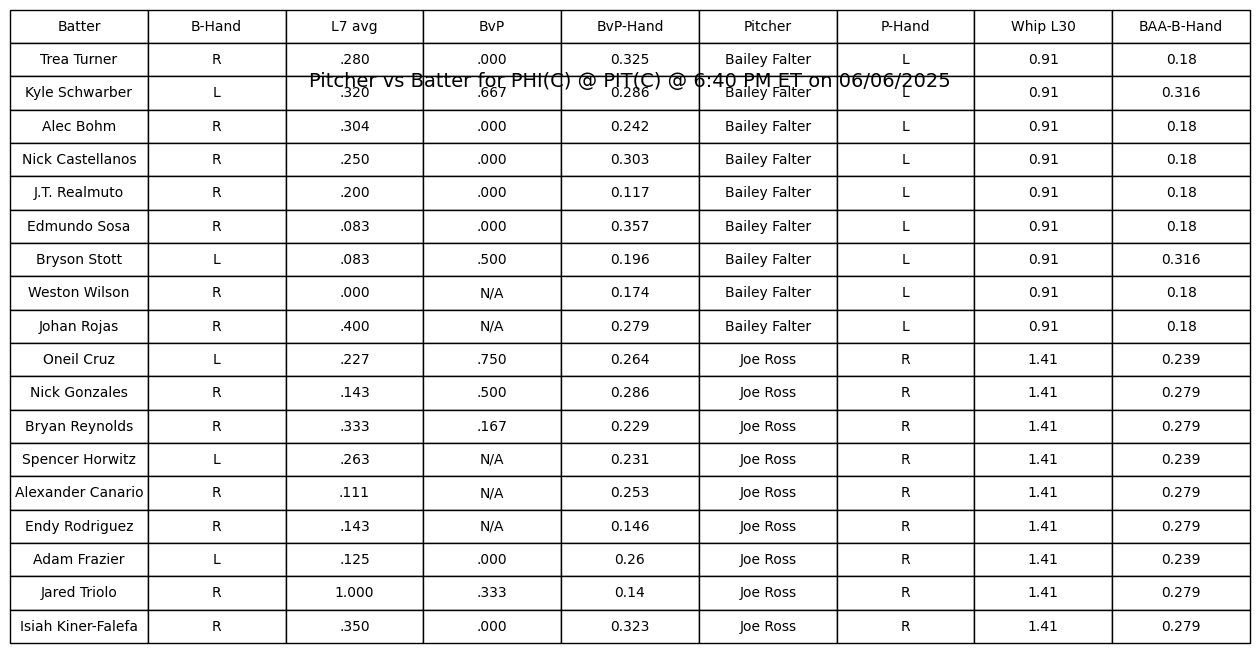 Batter B-Hand L7 avg BvP BvP-Hand Pitcher P-Hand Whip L30 BAA-B-Hand
Trea Turner R .280 .000 0.325 Bailey Falter L 0.91 0.18
Pitcher vs Batter for PHI(C) @ PIT(C) @ 6:40 PM ET on 06/06/2025
Kyle Schwarber L .320 .667 0.286 Bailey Falter L 0.91 0.316
Alec Bohm R .304 .000 0.242 Bailey Falter L 0.91 0.18
Nick Castellanos R .250 .000 0.303 Bailey Falter L 0.91 0.18
J.T. Realmuto R .200 .000 0.117 Bailey Falter L 0.91 0.18
Edmundo Sosa R .083 .000 0.357 Bailey Falter L 0.91 0.18
Bryson Stott L .083 .500 0.196 Bailey Falter L 0.91 0.316
Weston Wilson R .000 N/A 0.174 Bailey Falter L 0.91 0.18
Johan Rojas R .400 N/A 0.279 Bailey Falter L 0.91 0.18
Oneil Cruz L .227 .750 0.264 Joe Ross R 1.41 0.239
Nick Gonzales R .143 .500 0.286 Joe Ross R 1.41 0.279
Bryan Reynolds R .333 .167 0.229 Joe Ross R 1.41 0.279
Spencer Horwitz L .263 N/A 0.231 Joe Ross R 1.41 0.239
Alexander Canario R .111 N/A 0.253 Joe Ross R 1.41 0.279
Endy Rodriguez R .143 N/A 0.146 Joe Ross R 1.41 0.279
Adam Frazier L .125 .000 0.26 Joe Ross R 1.41 0.239
Jared Triolo R 1.000 .333 0.14 Joe Ross R 1.41 0.279
Isiah Kiner-Falefa R .350 .000 0.323 Joe Ross R 1.41 0.279